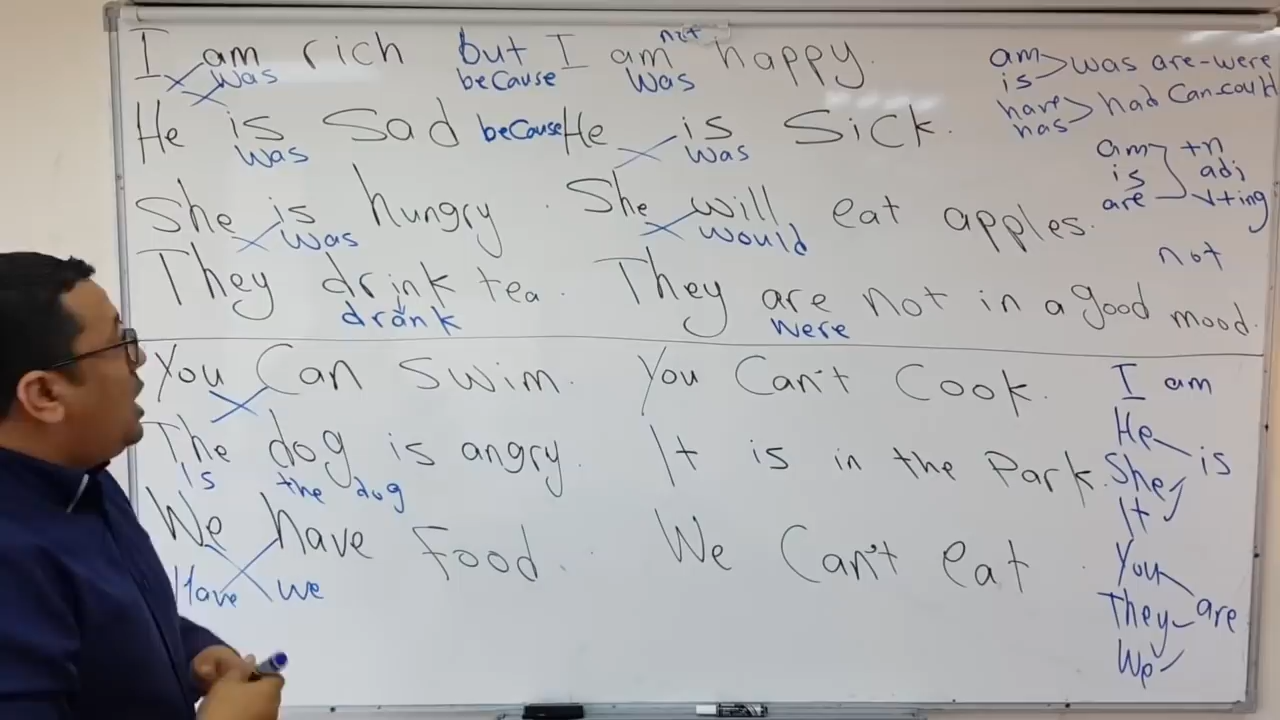 I am rich but I am not happy.
was because was
He is Sad because He is Sick.
was was
She is hungry. She will eat apples.
was would
They drink tea. They are not in a good mood.
drank were
You Can Swim. You Can't Cook.
The dog is angry. It is in the Park.
Is the dog
We have Food. We Can't eat
Have we
am is > was are-were
have has > had Can-could
am +n
is adj
are v+ing
not
I am
He
She is
It
You
They are
We